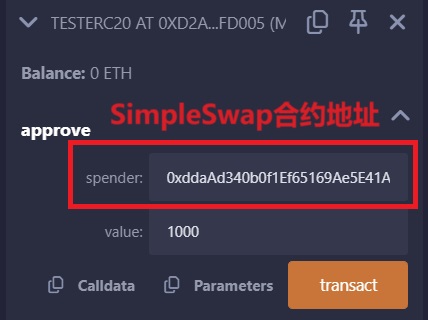 TESTERC20 AT 0XD2A...FD005 (M
Balance: 0 ETH
SimpleSwap合约地址
approve
spender: 0xddaAd340b0f1Ef65169Ae5E41A
value: 1000
Calldata Parameters transact